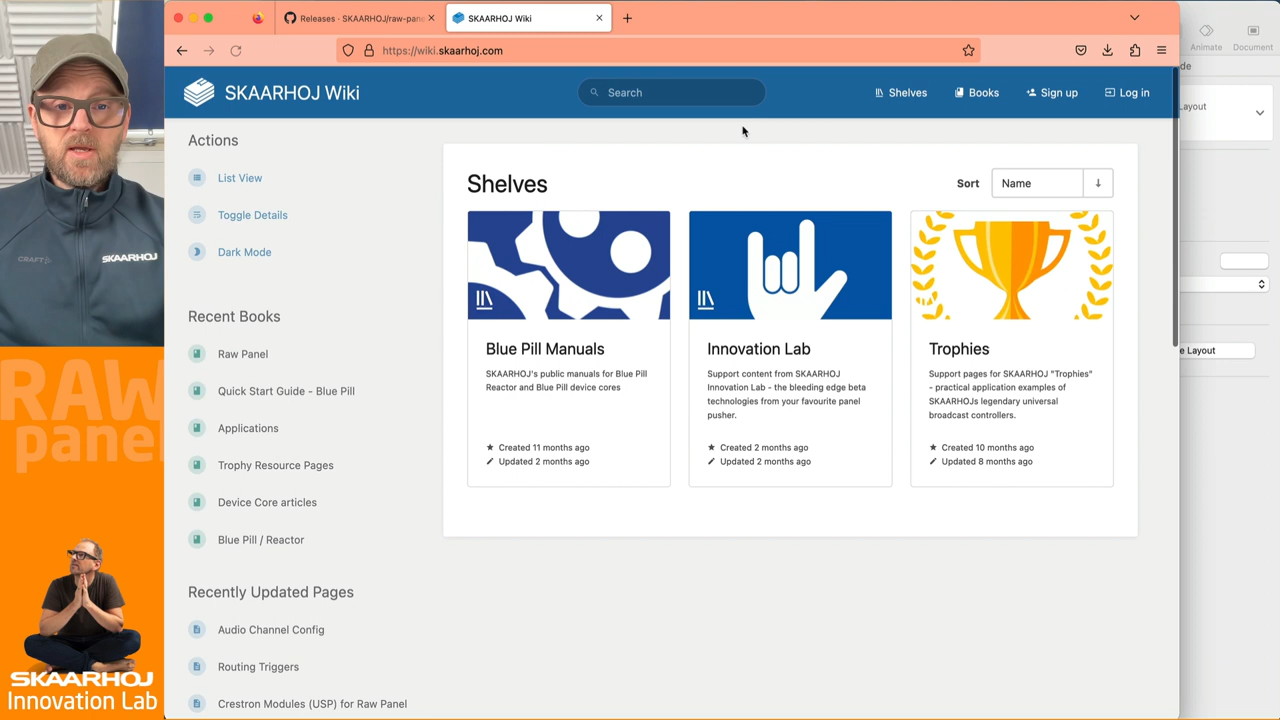 Releases · SKAARHOJ/raw-pane
SKAARHOJ Wiki
https://wiki.skaarhoj.com
Animate
Document
SKAARHOJ Wiki
Search
Shelves
Books
Sign up
Log in
Actions
List View
Toggle Details
Dark Mode
Recent Books
Raw Panel
Quick Start Guide - Blue Pill
Applications
Trophy Resource Pages
Device Core articles
Blue Pill / Reactor
Recently Updated Pages
Audio Channel Config
Routing Triggers
Crestron Modules (USP) for Raw Panel
Shelves
Sort
Name
Blue Pill Manuals
SKAARHOJ's public manuals for Blue Pill
Reactor and Blue Pill device cores
Created 11 months ago
Updated 2 months ago
Innovation Lab
Support content from SKAARHOJ
Innovation Lab - the bleeding edge beta
technologies from your favourite panel
pusher.
Created 2 months ago
Updated 2 months ago
Trophies
Support pages for SKAARHOJ "Trophies"
- practical application examples of
SKAARHOJs legendary universal
broadcast controllers.
Created 10 months ago
Updated 8 months ago
de
ayout
e Layout
CRAFT
SKAARHOJ
RAW
panel
SKAARHOJ
Innovation Lab